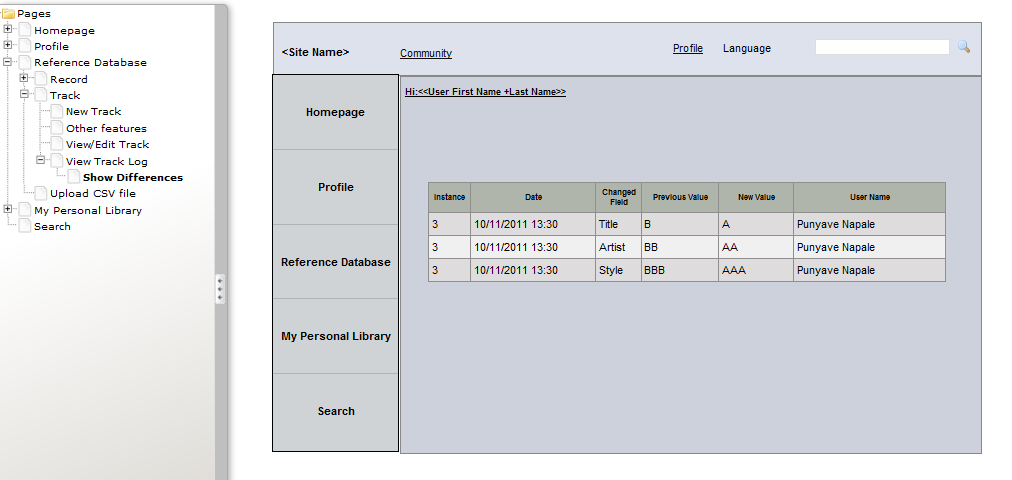 Pages
Homepage
Profile
Reference Database
Record
Track
New Track
Other features
View/Edit Track
View Track Log
Show Differences
Upload CSV file
My Personal Library
Search
<Site Name>
Community
Profile
Language
Homepage
Profile
Reference Database
My Personal Library
Search
Hi:<<User First Name +Last Name>>
Instance Date Changed Field Previous Value New Value User Name
3 10/11/2011 13:30 Title B A Punyave Napale
3 10/11/2011 13:30 Artist BB AA Punyave Napale
3 10/11/2011 13:30 Style BBB AAA Punyave Napale